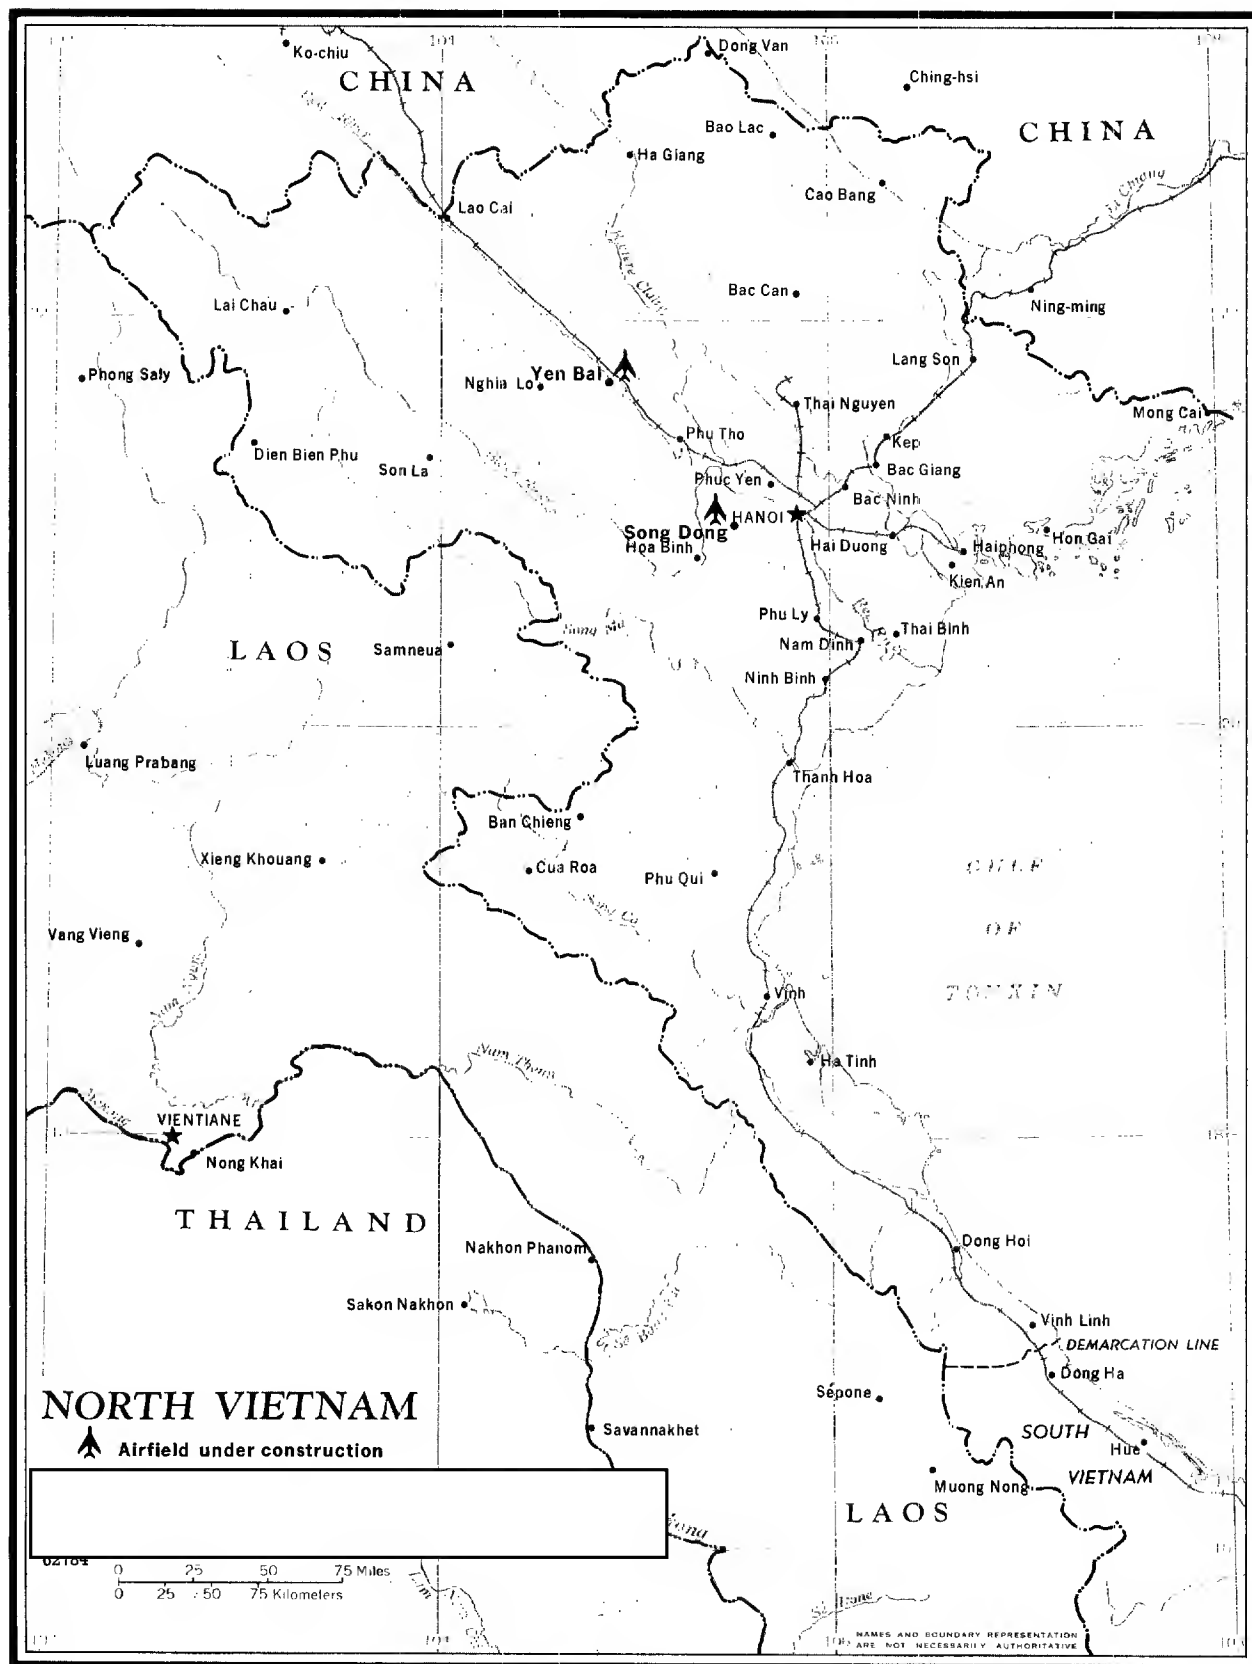 Ko-chiu
CHINA
Dong Van
Ching-hsi
Bao Lac
CHINA
Ha Giang
Cao Bang
Lao Cai
Bac Can
Lai Chau
Ning-ming
Lang Son
Phong Saly
Nghia Lo
Yen Bai
Thai Nguyen
Mong Cai
Phu Tho
Kep
Dien Bien Phu
Son La
Bac Giang
Phuc Yen
Bac Ninh
HANOI
Song Dong
Hoa Binh
Hai Duong
Haiphong
Hon Gai
Kien An
Phu Ly
Thai Binh
Song Ma
LAOS
Samneua
Nam Dinh
Ninh Binh
Luang Prabang
Thanh Hoa
Ban Chieng
Xieng Khouang
Cua Roa
Phu Qui
GULF
OF
TONKIN
Song Ca
Vang Vieng
Vinh
Ha Tinh
Mekong
VIENTIANE
18
Nong Khai
THAILAND
Nakhon Phanom
Dong Hoi
Sakon Nakhon
Vinh Linh
DEMARCATION LINE
Dong Ha
Sepone
NORTH VIETNAM
Savannakhet
SOUTH
VIETNAM
Hue
Airfield under construction
Muong Nong
LAOS
62184
0 25 50 75 Miles
0 25 50 75 Kilometers
NAMES AND BOUNDARY REPRESENTATION
ARE NOT NECESSARILY AUTHORITATIVE